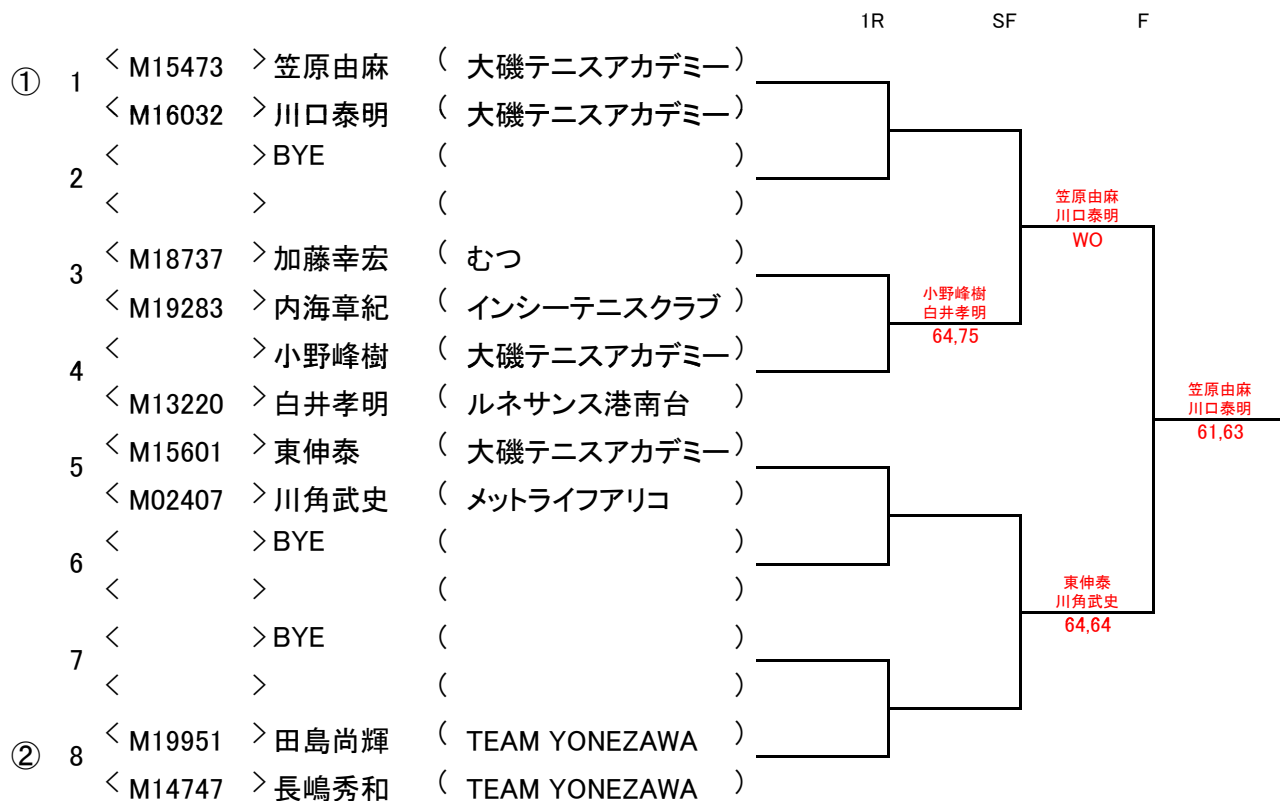 1R SF F
① 1 < M15473 > 笠原由麻 ( 大磯テニスアカデミー )
< M16032 > 川口泰明 ( 大磯テニスアカデミー )
2 < > BYE ( )
< > ( )
笠原由麻
川口泰明
WO
3 < M18737 > 加藤幸宏 ( むつ )
< M19283 > 内海章紀 ( インシーテニスクラブ )
小野峰樹
白井孝明
64,75
4 < > 小野峰樹 ( 大磯テニスアカデミー )
< M13220 > 白井孝明 ( ルネサンス港南台 )
笠原由麻
川口泰明
61,63
5 < M15601 > 東伸泰 ( 大磯テニスアカデミー )
< M02407 > 川角武史 ( メットライフアリコ )
6 < > BYE ( )
< > ( )
東伸泰
川角武史
64,64
7 < > BYE ( )
< > ( )
② 8 < M19951 > 田島尚輝 ( TEAM YONEZAWA )
< M14747 > 長嶋秀和 ( TEAM YONEZAWA )